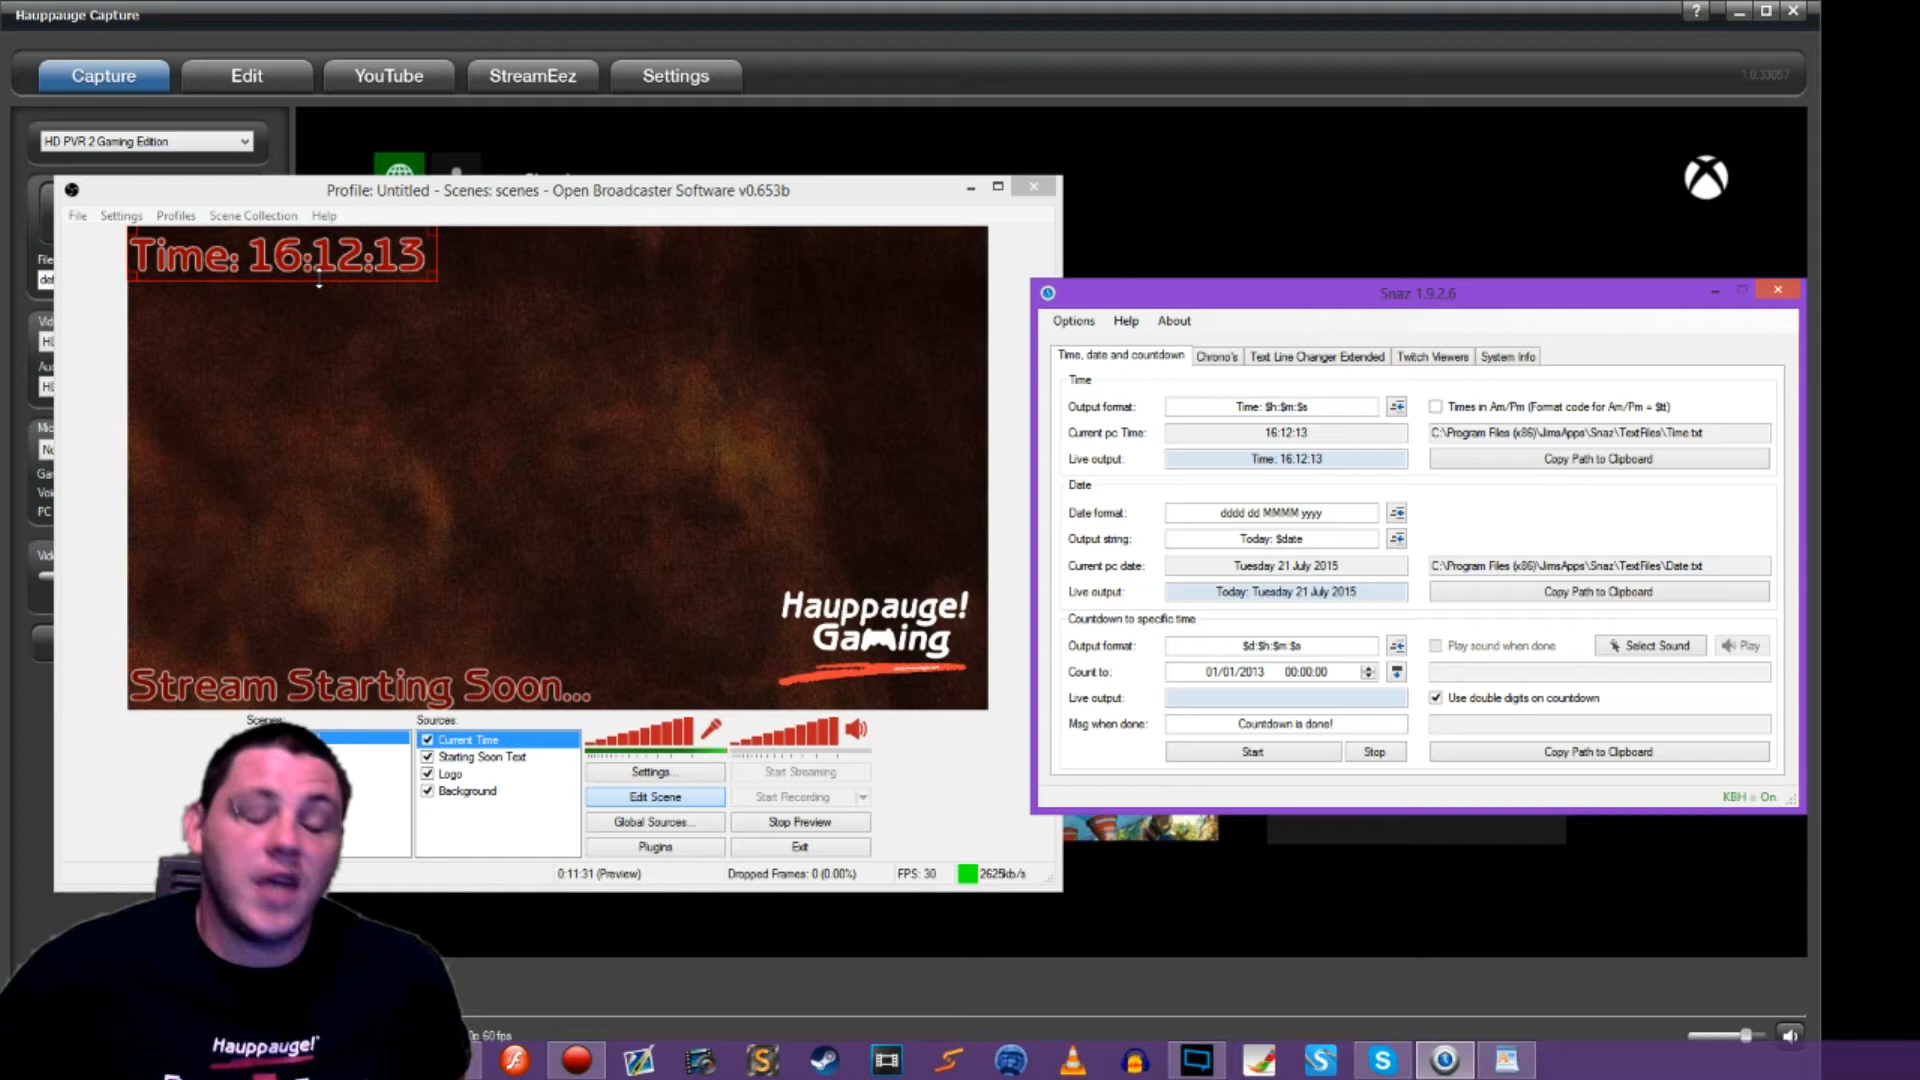 Hauppauge Capture
?
Capture
Edit
YouTube
StreamEez
Settings
1.0.33057
HD PVR 2 Gaming Edition
Profile: Untitled - Scenes: scenes - Open Broadcaster Software v0.653b
File
Settings
Profiles
Scene Collection
Help
Time: 16:12:13
Hauppauge!
Gaming
Stream Starting Soon...
Sources:
Current Time
Starting Soon Text
Logo
Background
Settings...
Start Streaming
Edit Scene
Start Recording
Global Sources...
Stop Preview
Plugins
Exit
0:11:31 (Preview)
Dropped Frames: 0 (0.00%)
FPS: 30
2625kb/s
PC
Snaz 1.9.2.6
Options
Help
About
Time, date and countdown
Chrono's
Text Line Changer Extended
Twitch Viewers
System Info
Time
Output format:
Time: $h:$m:$s
Times in Am/Pm (Format code for Am/Pm = $tt)
Current pc Time:
16:12:13
C:\Program Files (x86)\JimsApps\Snaz\TextFiles\Time.txt
Live output:
Time: 16:12:13
Copy Path to Clipboard
Date
Date format:
dddd dd MMMM yyyy
Output string:
Today: $date
Current pc date:
Tuesday 21 July 2015
C:\Program Files (x86)\JimsApps\Snaz\TextFiles\Date.txt
Live output:
Today: Tuesday 21 July 2015
Copy Path to Clipboard
Countdown to specific time
Output format:
$d:$h:$m:$s
Play sound when done
Select Sound
Play
Count to:
01/01/2013 00:00:00
Live output:
Use double digits on countdown
Msg when done:
Countdown is done!
Start
Stop
Copy Path to Clipboard
KBH = On
60 fps
Hauppauge!